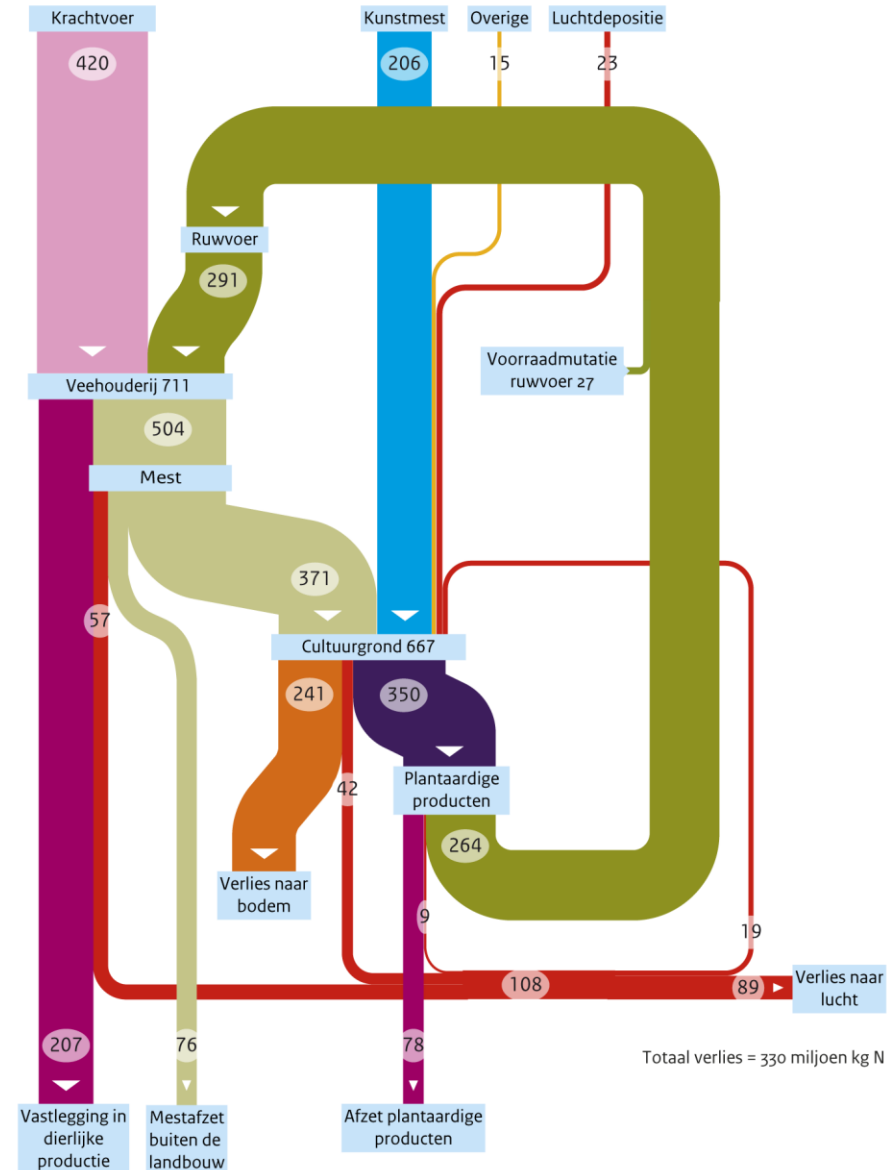 Krachtvoer
Kunstmest
Overige
Luchtdepositie
420
206
15
23
Ruwvoer
291
Voorraadmutatie
ruwvoer 27
Veehouderij 711
504
Mest
371
57
Cultuurgrond 667
241
350
42
Plantaardige
producten
264
Verlies naar
bodem
9
19
108
89
Verlies naar
lucht
207
76
78
Totaal verlies = 330 miljoen kg N
Vastlegging in
dierlijke
productie
Mestafzet
buiten de
landbouw
Afzet plantaardige
producten